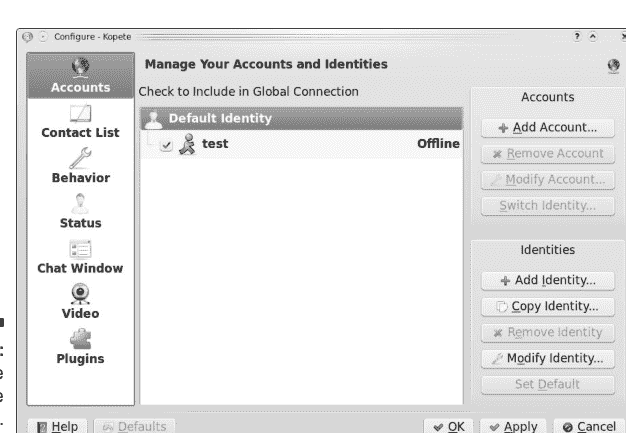 Configure - Kopete
Accounts
Contact List
Behavior
Status
Chat Window
Video
Plugins
Manage Your Accounts and Identities
Check to Include in Global Connection
Default Identity
test Offline
Accounts
Add Account...
Remove Account
Modify Account...
Switch Identity...
Identities
Add Identity...
Copy Identity...
Remove Identity
Modify Identity...
Set Default
Help
Defaults
OK
Apply
Cancel
:
e
e
.